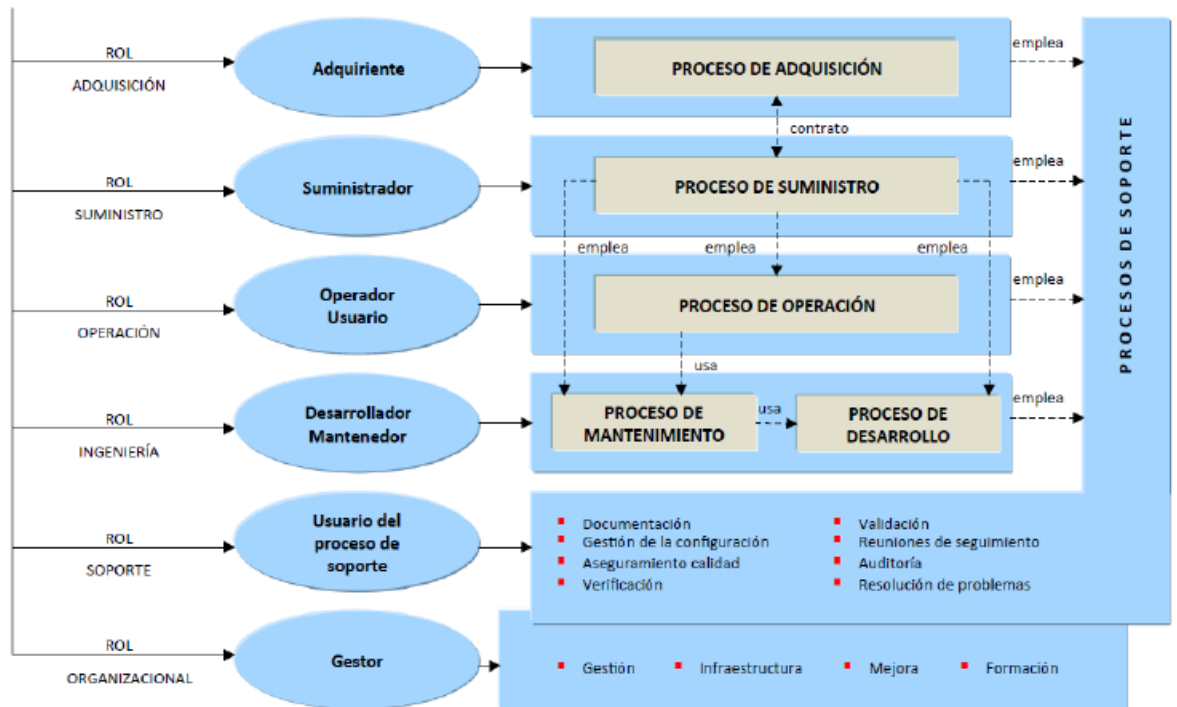 ROL
ADQUISICIÓN
Adquiriente
PROCESO DE ADQUISICIÓN
emplea
contrato
ROL
SUMINISTRO
Suministrador
PROCESO DE SUMINISTRO
emplea
emplea
emplea
emplea
ROL
OPERACIÓN
Operador
Usuario
PROCESO DE OPERACIÓN
emplea
usa
ROL
INGENIERÍA
Desarrollador
Mantenedor
PROCESO DE
MANTENIMIENTO
usa
PROCESO DE
DESARROLLO
emplea
PROCESOS DE SOPORTE
ROL
SOPORTE
Usuario del
proceso de
soporte
Documentación
Gestión de la configuración
Aseguramiento calidad
Verificación
Validación
Reuniones de seguimiento
Auditoría
Resolución de problemas
ROL
ORGANIZACIONAL
Gestor
Gestión
Infraestructura
Mejora
Formación